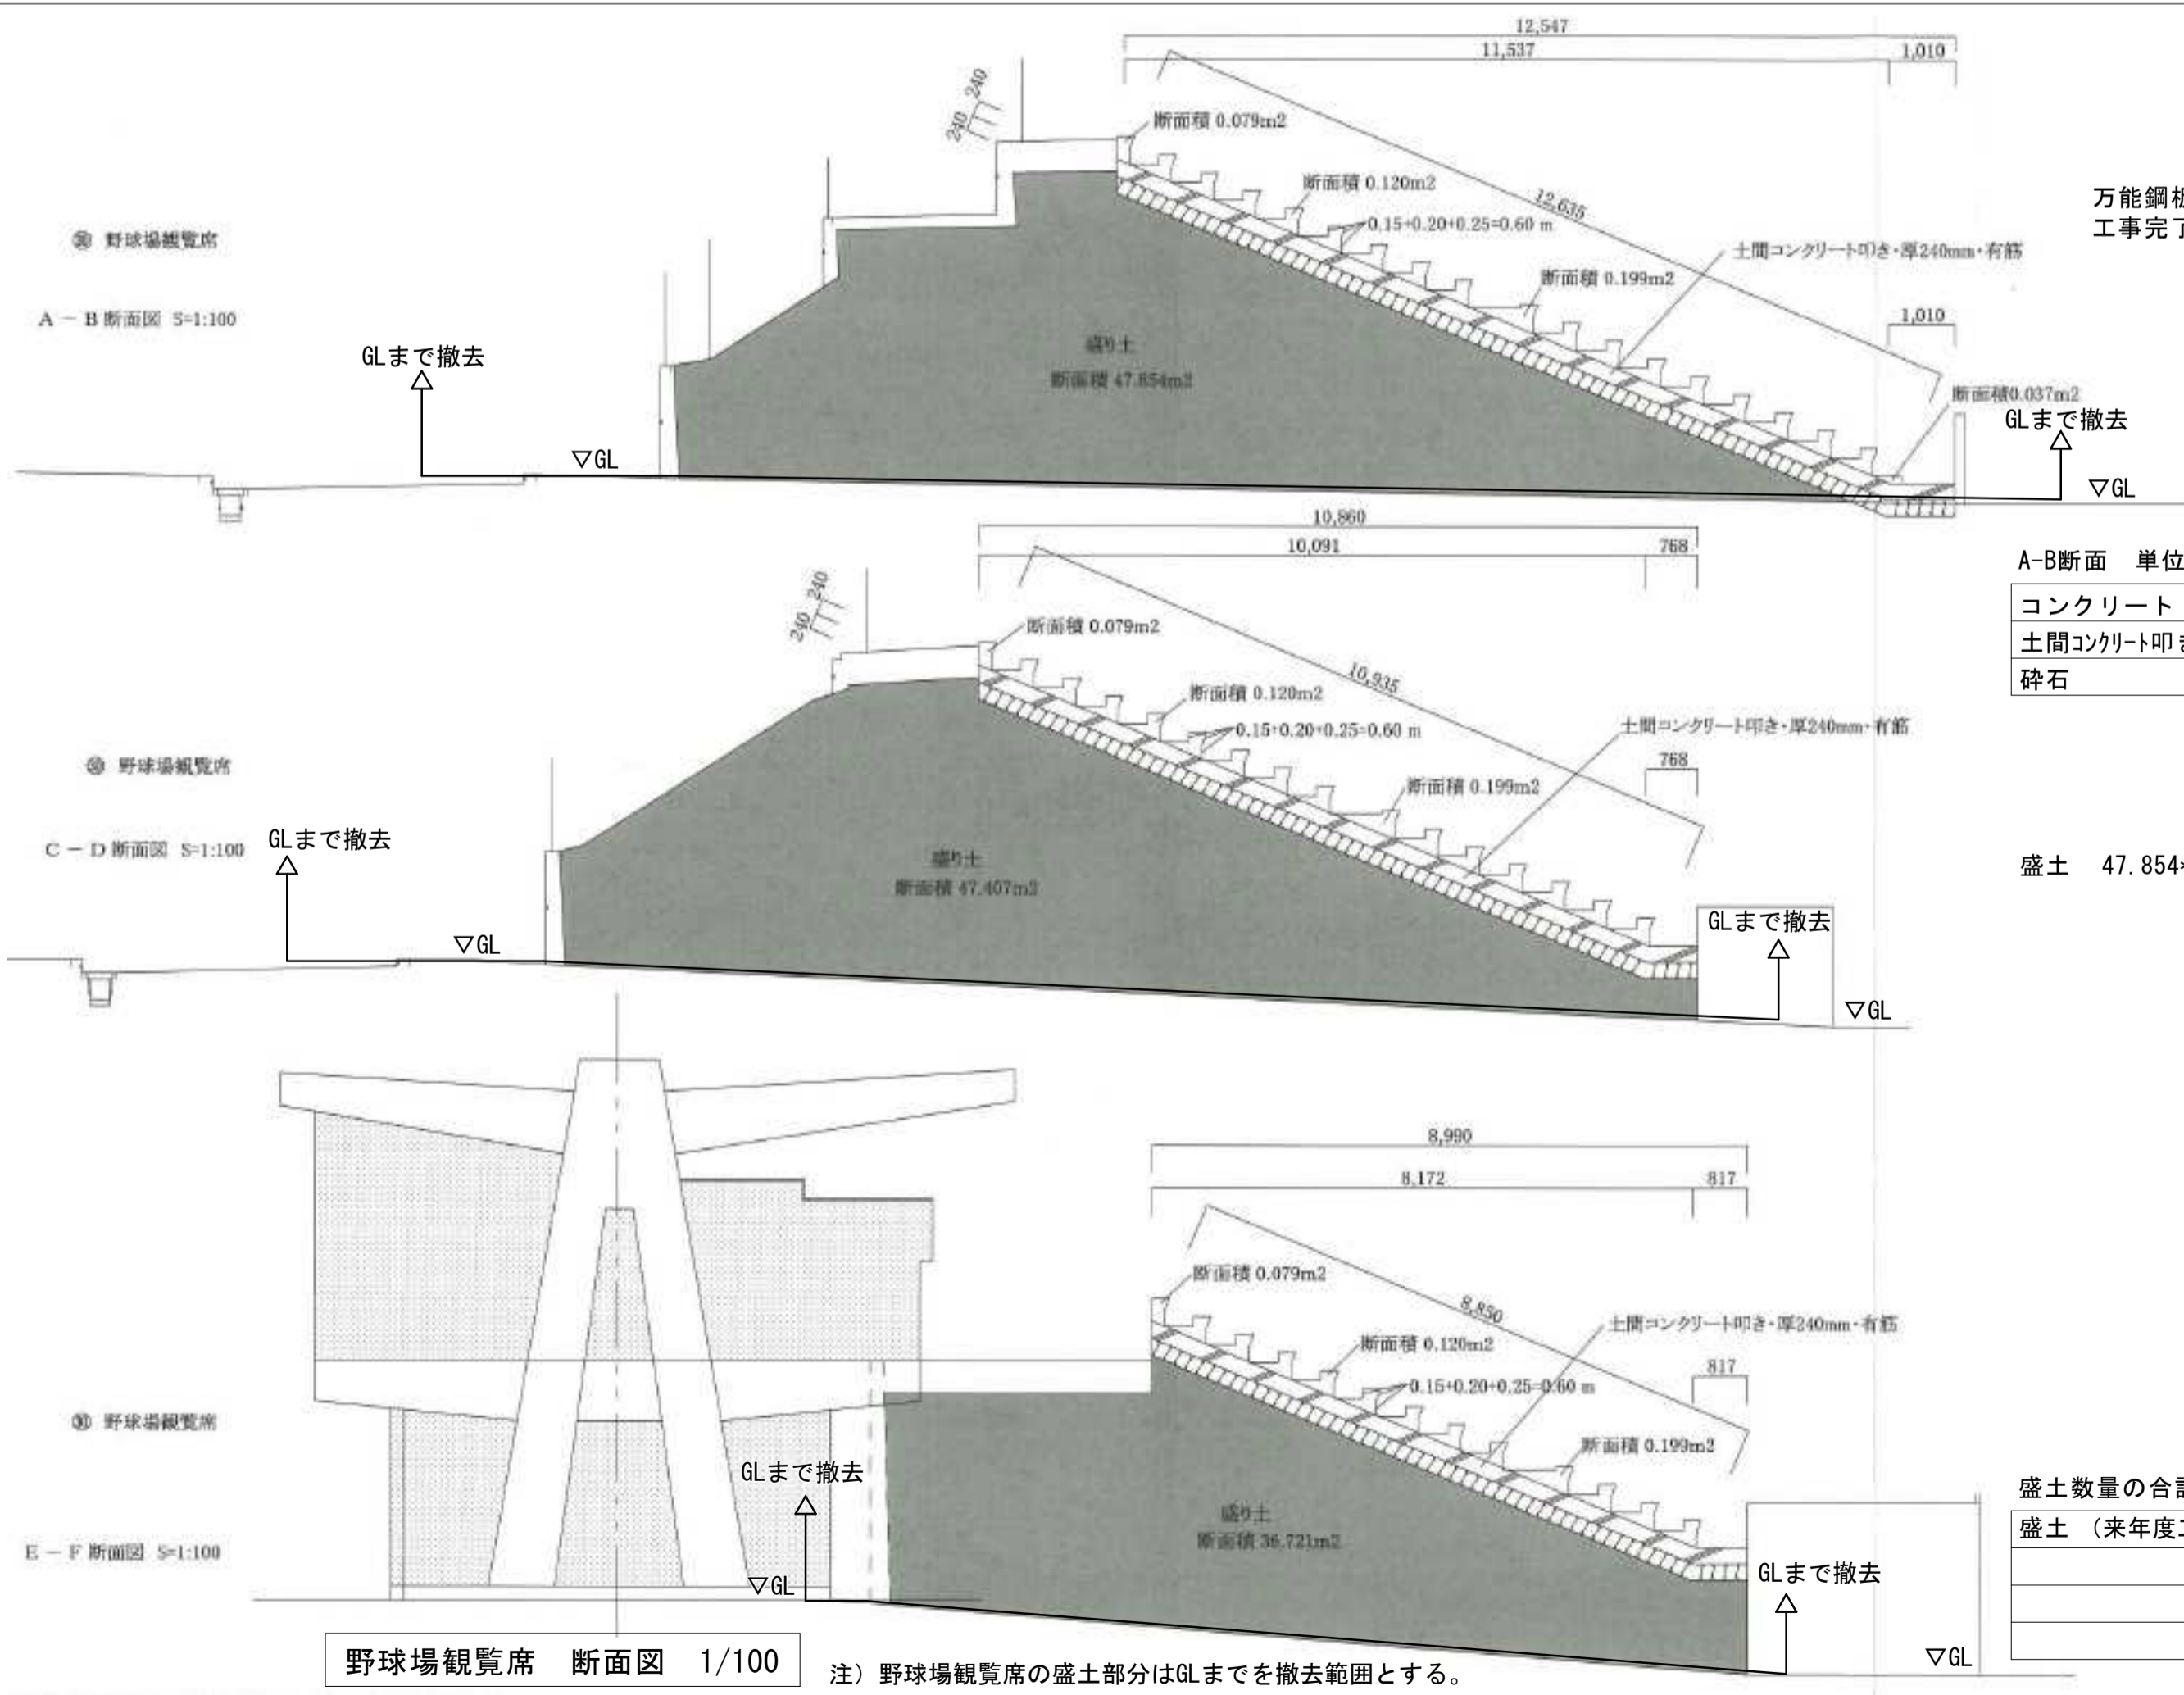 12,547
11,537
1,010
240
240
断面積 0.079m2
断面積 0.120m2
12,635
万能鋼板
工事完了
㉚ 野球場観覧席
0.15+0.20+0.25=0.60 m
土間コンクリート叩き・厚240mm・有筋
断面積 0.199m2
A － B 断面図 S=1:100
1,010
GLまで撤去
盛り土
断面積 47.854m2
断面積0.037m2
GLまで撤去
▽GL
▽GL
10,860
10,091
768
A-B断面 単位
コンクリート
土間コンクリート叩き
砕石
240
240
断面積 0.079m2
10,935
断面積 0.120m2
0.15+0.20+0.25=0.60 m
土間コンクリート叩き・厚240mm・有筋
768
㉚ 野球場観覧席
断面積 0.199m2
C － D 断面図 S=1:100
GLまで撤去
盛り土
断面積 47.407m2
盛土 47.854
GLまで撤去
▽GL
▽GL
8,990
8,172
817
断面積 0.079m2
8,850
土間コンクリート叩き・厚240mm・有筋
断面積 0.120m2
817
0.15+0.20+0.25=0.60 m
㉚ 野球場観覧席
断面積 0.199m2
GLまで撤去
盛土数量の合計
盛り土
断面積 36.721m2
盛土 （来年度工
E － F 断面図 S=1:100
▽GL
GLまで撤去
野球場観覧席 断面図 1/100
注）野球場観覧席の盛土部分はGLまでを撤去範囲とする。
▽GL